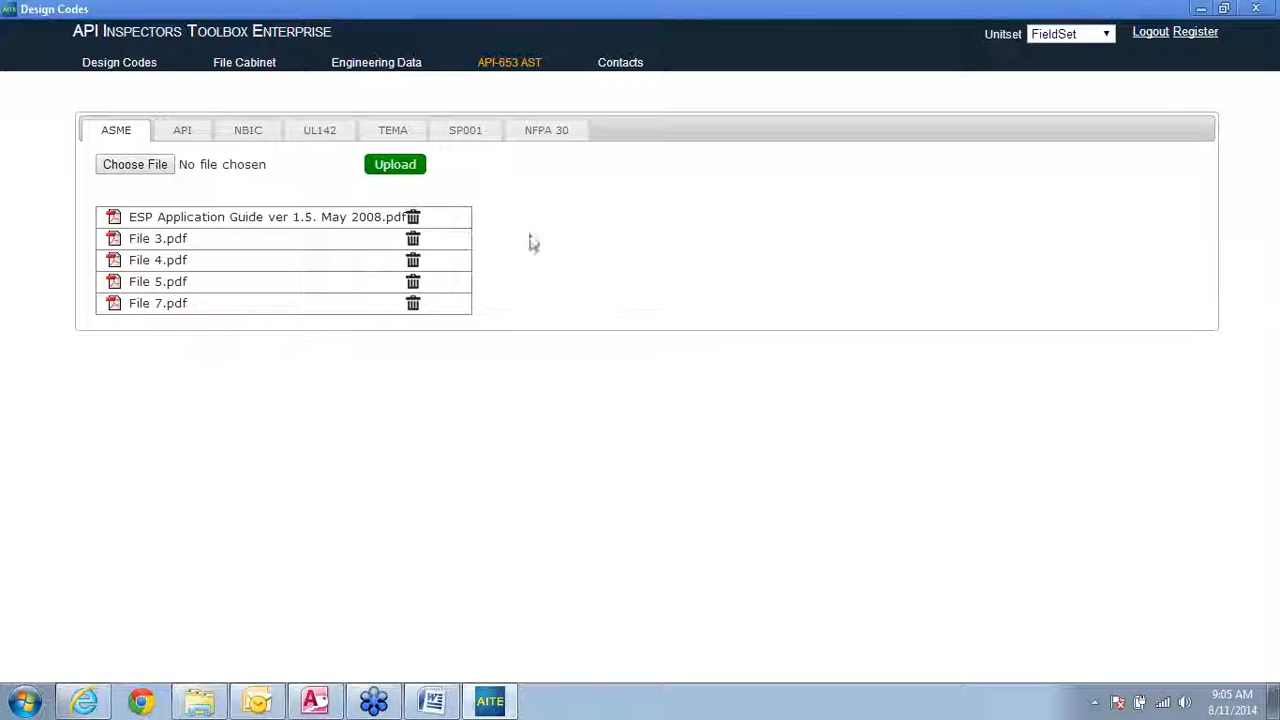 Design Codes
API INSPECTORS TOOLBOX ENTERPRISE
Unitset FieldSet Logout Register
Design Codes File Cabinet Engineering Data API-653 AST Contacts
ASME API NBIC UL142 TEMA SP001 NFPA 30
Choose File No file chosen Upload
ESP Application Guide ver 1.5. May 2008.pdf
File 3.pdf
File 4.pdf
File 5.pdf
File 7.pdf
AITE
9:05 AM
8/11/2014